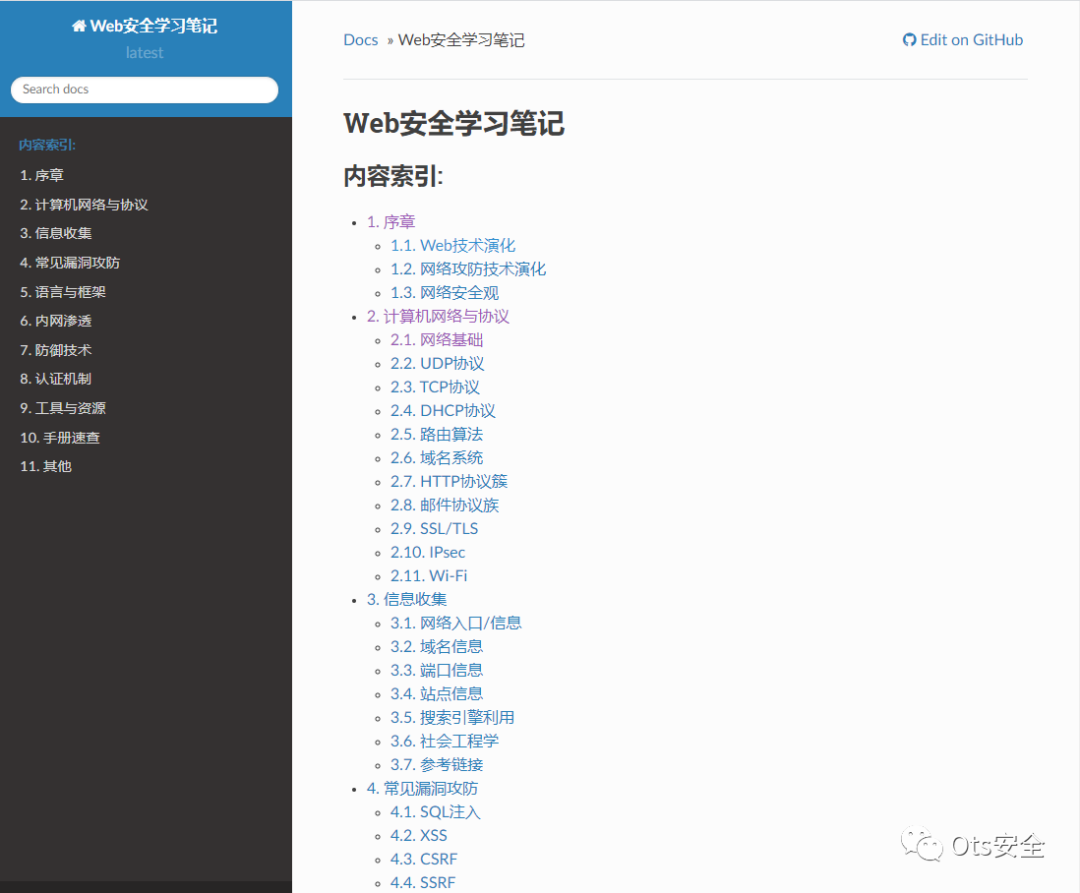 Web安全学习笔记
latest
Search docs
内容索引:
1. 序章
2. 计算机网络与协议
3. 信息收集
4. 常见漏洞攻防
5. 语言与框架
6. 内网渗透
7. 防御技术
8. 认证机制
9. 工具与资源
10. 手册速查
11. 其他
Docs » Web安全学习笔记
Edit on GitHub
Web安全学习笔记
内容索引:
1. 序章
1.1. Web技术演化
1.2. 网络攻防技术演化
1.3. 网络安全观
2. 计算机网络与协议
2.1. 网络基础
2.2. UDP协议
2.3. TCP协议
2.4. DHCP协议
2.5. 路由算法
2.6. 域名系统
2.7. HTTP协议簇
2.8. 邮件协议族
2.9. SSL/TLS
2.10. IPsec
2.11. Wi-Fi
3. 信息收集
3.1. 网络入口/信息
3.2. 域名信息
3.3. 端口信息
3.4. 站点信息
3.5. 搜索引擎利用
3.6. 社会工程学
3.7. 参考链接
4. 常见漏洞攻防
4.1. SQL注入
4.2. XSS
4.3. CSRF
4.4. SSRF
Ots安全